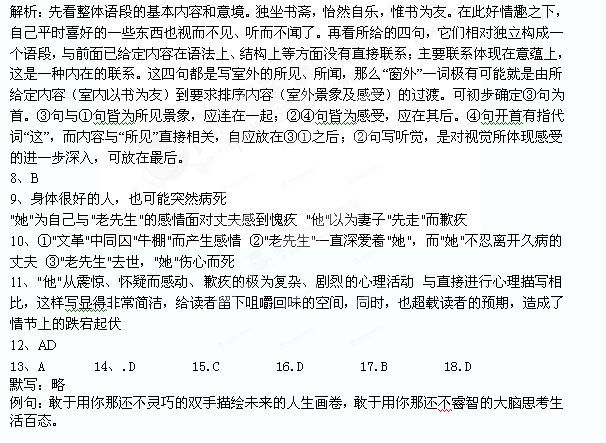 解析：先看整体语段的基本内容和意境。独坐书斋，怡然自乐，惟书为友。在此好情趣之下，
自己平时喜好的一些东西也视而不见、听而不闻了。再看所给的四句，它们相对独立构成一
个语段，与前面已给定内容在语法上、结构上等方面没有直接联系；主要联系体现在意蕴上，
这是一种内在的联系。这四句都是写室外的所见、所闻，那么“窗外”一词极有可能就是由所
给定内容（室内以书为友）到要求排序内容（室外景象及感受）的过渡。可初步确定③句为
首。③句与①句皆为所见景象，应连在一起；②④句皆为感受，应在其后。④句开首有指代
词“这”，而内容与“所见”直接相关，自应放在③①之后；②句写听觉，是对视觉所体现感受
的进一步深入，可放在最后。
8、B
9、身体很好的人，也可能突然病死
"她"为自己与"老先生"的感情面对丈夫感到愧疚 "他"以为妻子"先走"而歉疚
10、①"文革"中同囚"牛棚"而产生感情 ②"老先生"一直深爱着"她"，而"她"不忍离开久病的
丈夫 ③"老先生"去世，"她"伤心而死
11、"他"从震惊、怀疑而感动、歉疚的极为复杂、剧烈的心理活动 与直接进行心理描写相
比，这样写显得非常简洁，给读者留下咀嚼回味的空间，同时，也超载读者的预期，造成了
情节上的跌宕起伏
12、AD
13、A 14、.D 15.C 16.D 17.B 18.D
默写：略
例句：敢于用你那还不灵巧的双手描绘未来的人生画卷，敢于用你那还不睿智的大脑思考生
活百态。